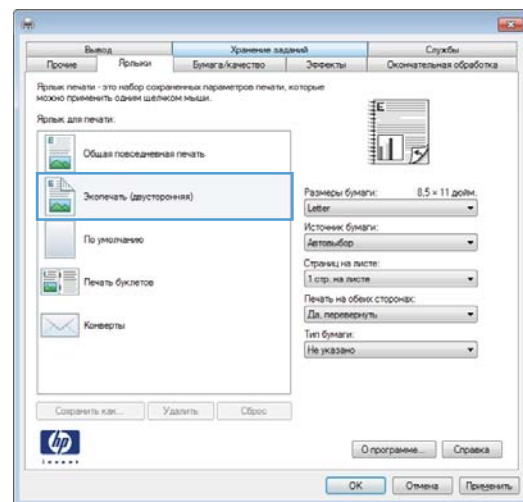 Вывод
Хранение заданий
Службы
Прочие
Ярлыки
Бумага/качество
Эффекты
Окончательная обработка
Ярлык печати - это набор сохраненных параметров печати, которые
можно применить одним щелчком мыши.
Ярлык для печати:
Общая повседневная печать
Экопечать (двусторонняя)
По умолчанию
Печать буклетов
Конверты
Сохранить как...
Удалить
Сброс
E
Размеры бумаги:
8,5 × 11 дюйм.
Letter
Источник бумаги:
Автовыбор
Страниц на листе:
1 стр. на листе
Печать на обеих сторонах:
Да, перевернуть
Тип бумаги:
Не указано
hp
invent
О программе...
Справка
OK
Отмена
Применить